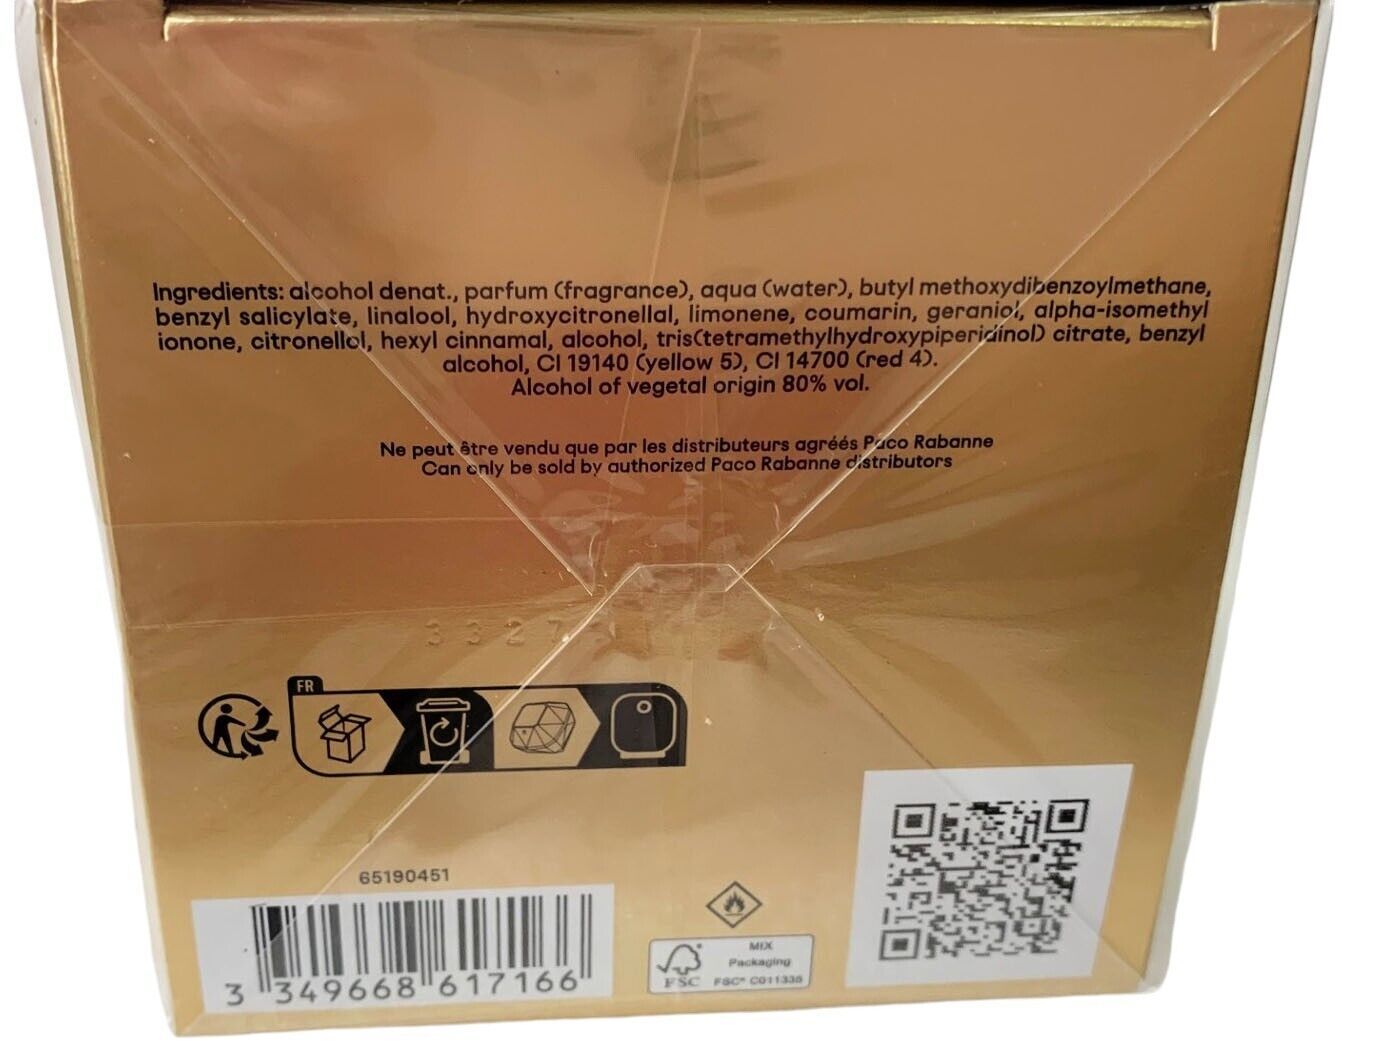 Ingredients: alcohol denat., parfum (fragrance), aqua (water), butyl methoxydibenzoylmethane,
benzyl salicylate, linalool, hydroxycitronellal, limonene, coumarin, geraniol, alpha-isomethyl
ionone, citronellol, hexyl cinnamal, alcohol, tris(tetramethylhydroxypiperidinol) citrate, benzyl
alcohol, CI 19140 (yellow 5), CI 14700 (red 4).
Alcohol of vegetal origin 80% vol.
Ne peut être vendu que par les distributeurs agréés Paco Rabanne
Can only be sold by authorized Paco Rabanne distributors
FR
65190451
3 349668 617166
MIX
Packaging
FSC
FSC® C011335